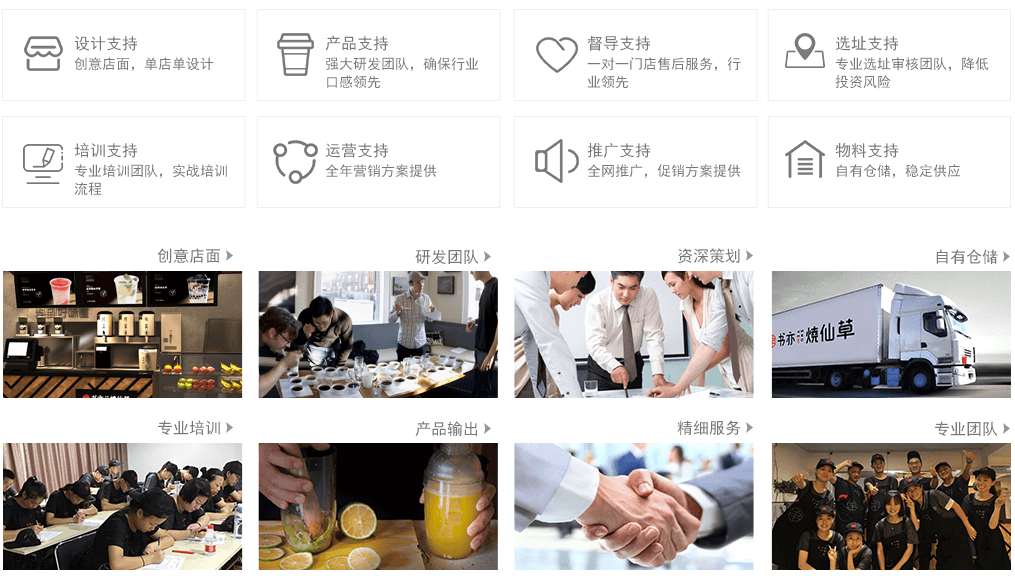 设计支持
创意店面，单店单设计
产品支持
强大研发团队，确保行业
口感领先
督导支持
一对一门店售后服务，行
业领先
选址支持
专业选址审核团队，降低
投资风险
培训支持
专业培训团队，实战培训
流程
运营支持
全年营销方案提供
推广支持
全网推广，促销方案提供
物料支持
自有仓储，稳定供应
创意店面
研发团队
资深策划
自有仓储
书亦烧仙草
专业培训
产品输出
精细服务
专业团队